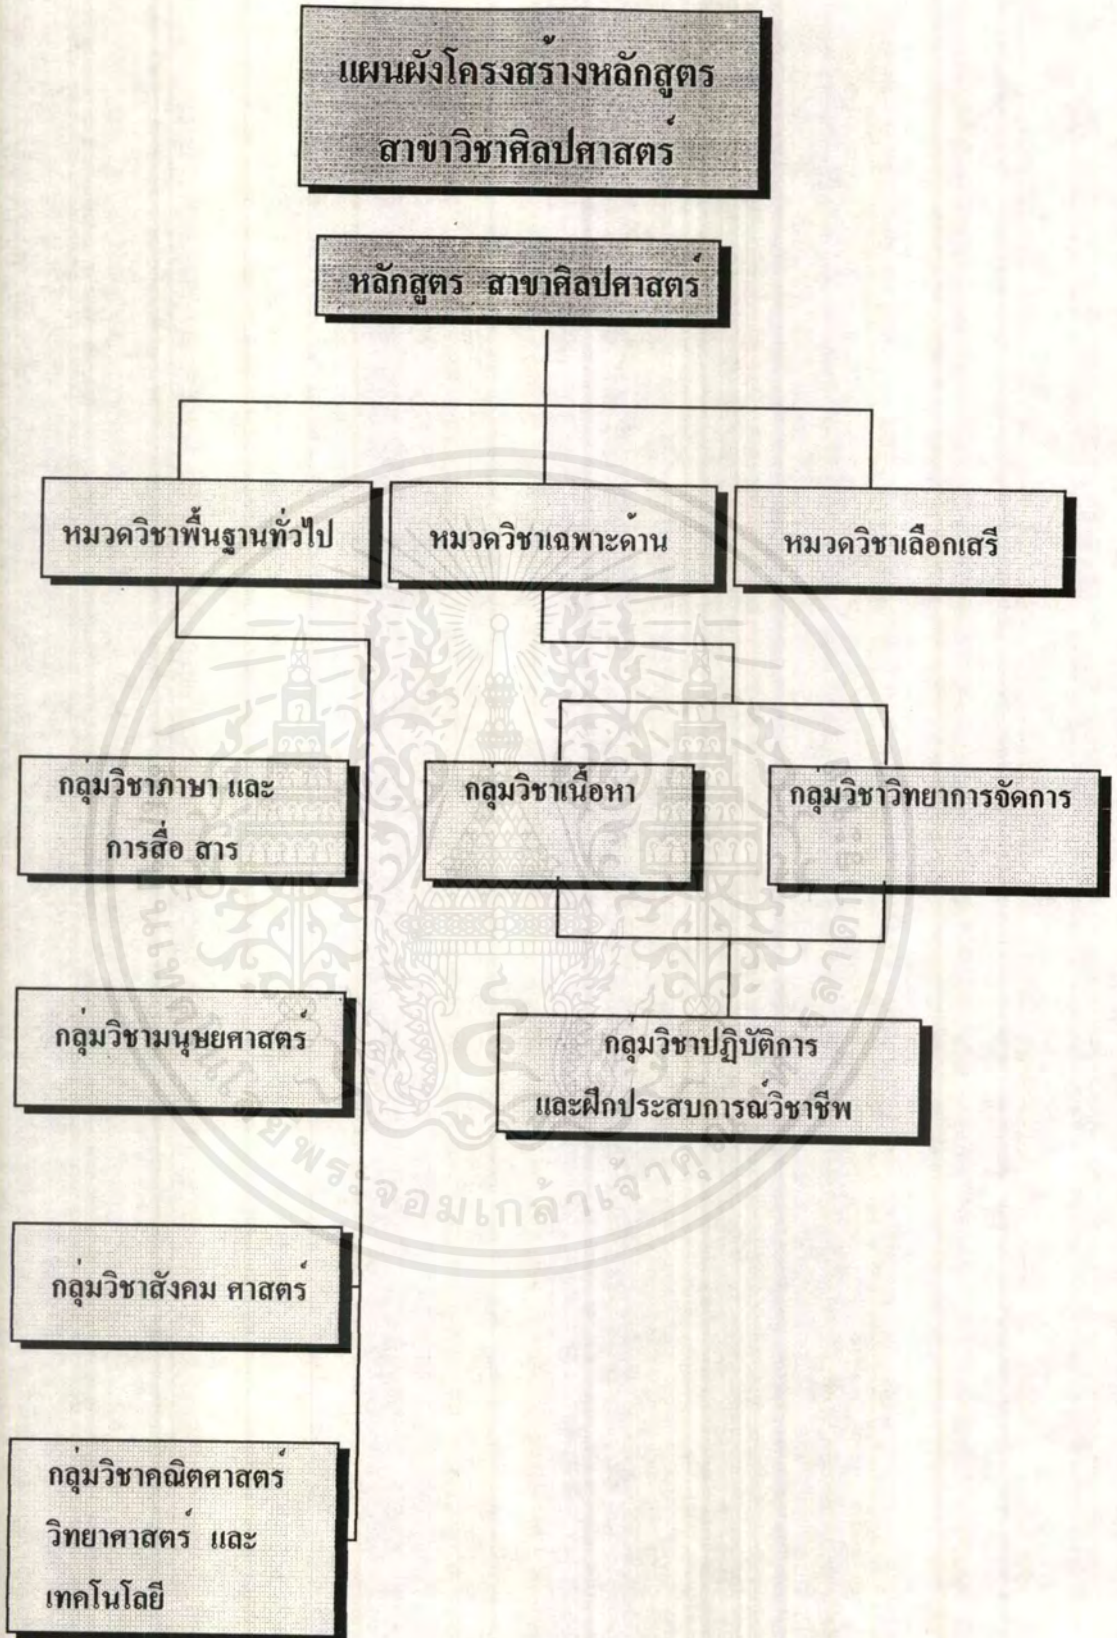 แผนผังโครงสร้างหลักสูตร
สาขาวิชาศิลปศาสตร์
หลักสูตร สาขาศิลปศาสตร์
หมวดวิชาพื้นฐานทั่วไป
หมวดวิชาเฉพาะด้าน
หมวดวิชาเลือกเสรี
กลุ่มวิชาภาษา และ
การสื่อ สาร
กลุ่มวิชาเนื้อหา
กลุ่มวิชาวิทยาการจัดการ
กลุ่มวิชามนุษยศาสตร์
กลุ่มวิชาปฏิบัติการ
และฝึกประสบการณ์วิชาชีพ
กลุ่มวิชาสังคม ศาสตร์
กลุ่มวิชาคณิตศาสตร์
วิทยาศาสตร์ และ
เทคโนโลยี